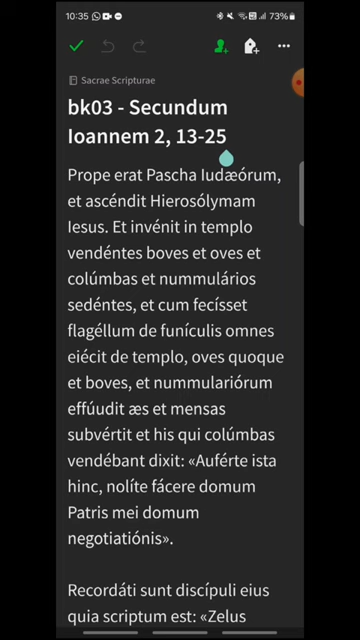 10:35
73%
Sacrae Scripturae
bk03 - Secundum
Ioannem 2, 13-25
Prope erat Pascha Iudæórum,
et ascéndit Hierosólymam
Iesus. Et invénit in templo
vendéntes boves et oves et
colúmbas et nummulários
sedéntes, et cum fecísset
flagéllum de funículis omnes
eiécit de templo, oves quoque
et boves, et nummulariórum
effúudit æs et mensas
subvértit et his qui colúmbas
vendébant dixit: «Auférte ista
hinc, nolíte fácere domum
Patris mei domum
negotiatiónis».
Recordáti sunt discípuli eius
quia scriptum est: «Zelus